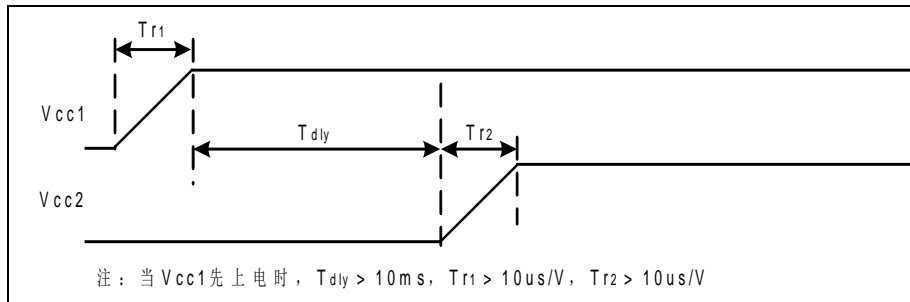 Tr1
Vcc1
Tdly
Tr2
Vcc2
注：当Vcc1先上电时，Tdly > 10ms，Tr1 > 10us/V，Tr2 > 10us/V